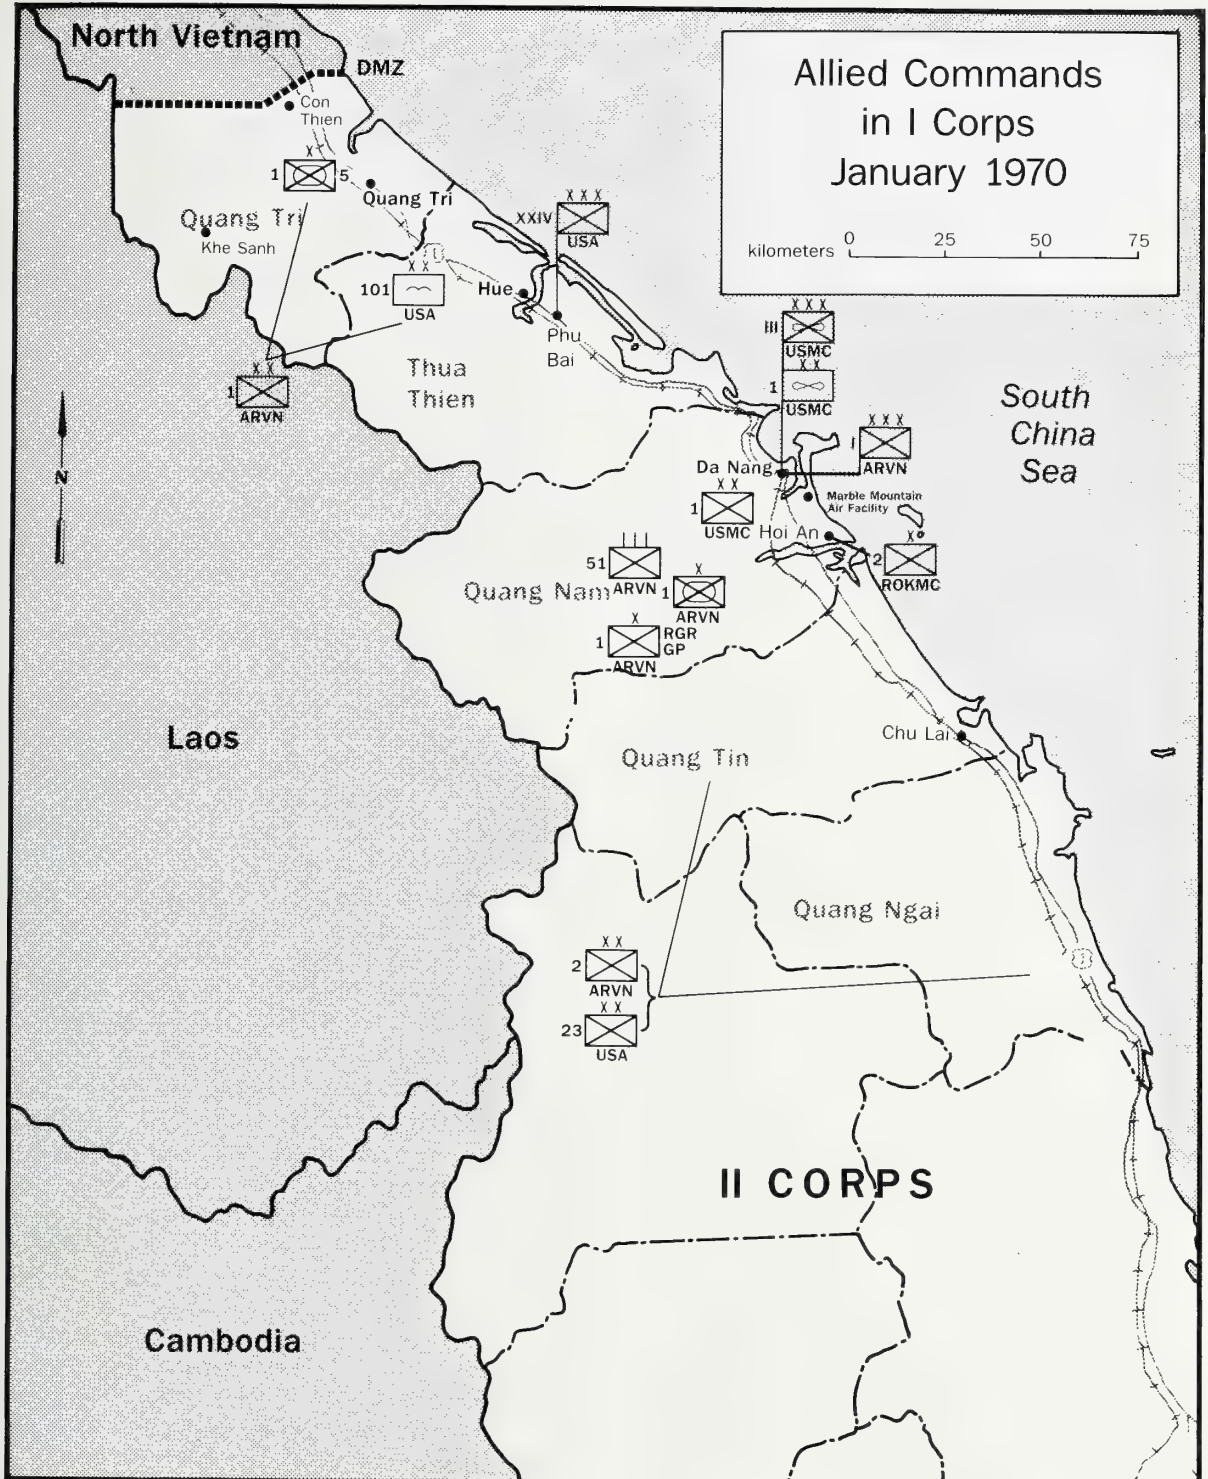 North Vietnam
DMZ
Con
Thien
Allied Commands
in I Corps
January 1970
kilometers 0 25 50 75
X
1 5
Quang Tri
Quang Tri
Khe Sanh
X X X
XXIV
USA
X X
101
USA
Hue
Phu
Bai
X X
1
ARVN
Thua
Thien
X X X
III
USMC
X X
1
USMC
South
China
Sea
X X X
I
ARVN
N
Da Nang
Marble Mountain
Air Facility
X X
1
USMC
Hoi An
X
2
ROKMC
III
51
ARVN
Quang Nam
X
1
ARVN
X
1
RGR
GP
ARVN
Laos
Chu Lai
Quang Tin
Quang Ngai
X X
2
ARVN
X X
23
USA
1
II CORPS
Cambodia